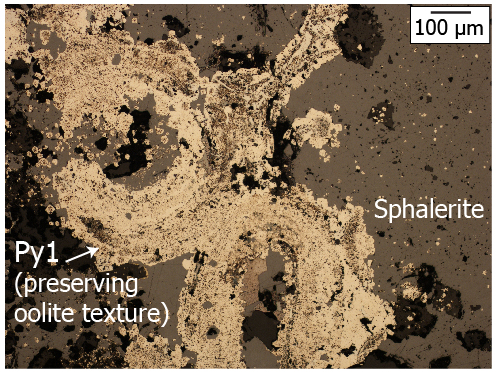 100 µm
Sphalerite
Py1
(preserving
oolite texture)